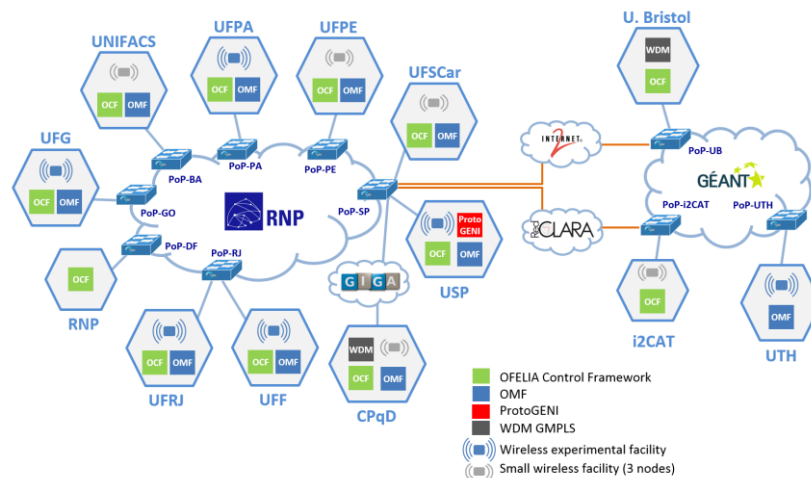 U. Bristol
UFPA
UFPE
UNIFACS
UFSCar
WDM
OCF
OCF
OMF
OCF
OMF
OCF
OMF
OCF
OMF
INTERNET
2
PoP-UB
UFG
PoP-BA
PoP-PA
PoP-PE
GÉANT
OCF
OMF
PoP-GO
RNP
PoP-SP
PoP-i2CAT
PoP-UTH
Proto
GENI
Red
CLARA
PoP-DF
PoP-RJ
OCF
OMF
OCF
GIGA
USP
OCF
OMF
RNP
i2CAT
UTH
OCF
OMF
OCF
OMF
WDM
OCF
OMF
UFRJ
UFF
CPqD
OFELIA Control Framework
OMF
ProtoGENI
WDM GMPLS
Wireless experimental facility
Small wireless facility (3 nodes)